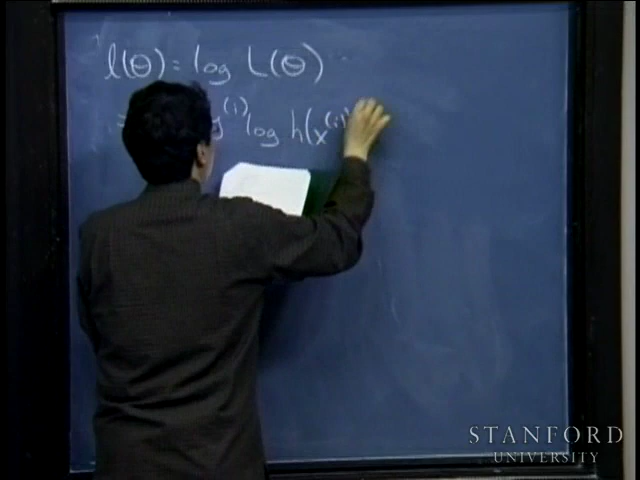 l(Θ) = log L(Θ)
= y^(i) log h(x^(i)
STANFORD
UNIVERSITY